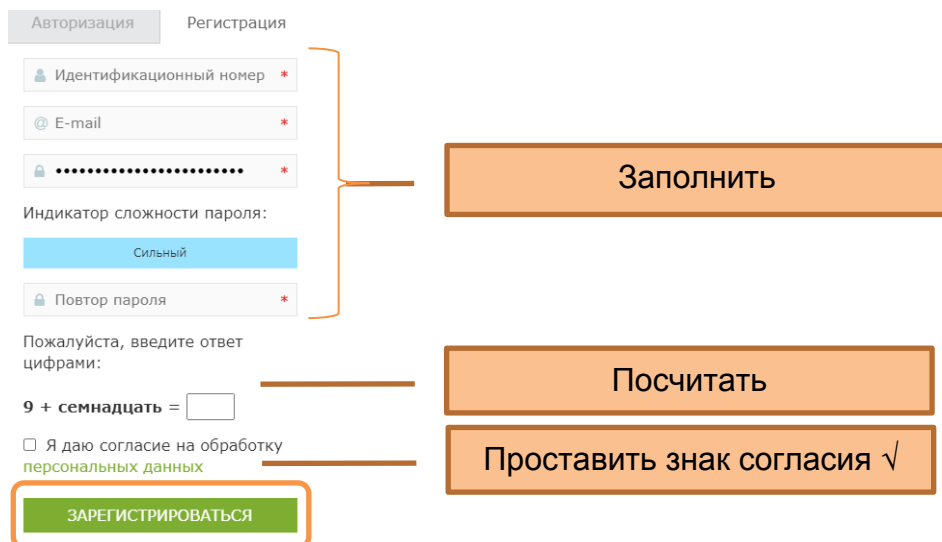 Авторизация Регистрация
Идентификационный номер *
@ E-mail *
•••••••••••••••••••••••• *
Заполнить
Индикатор сложности пароля:
Сильный
Повтор пароля *
Пожалуйста, введите ответ
цифрами:
Посчитать
9 + семнадцать =
Я даю согласие на обработку
персональных данных
Проставить знак согласия √
ЗАРЕГИСТРИРОВАТЬСЯ